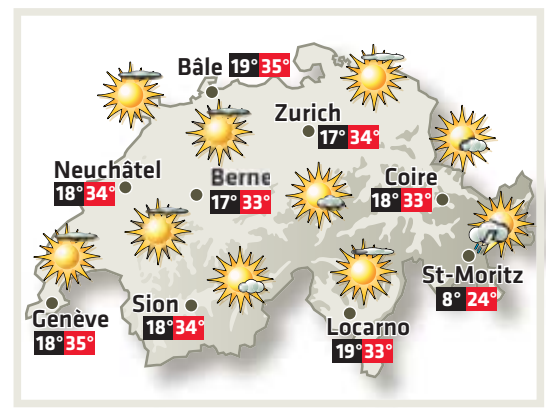 Bâle 19° 35°
Zurich
17° 34°
Neuchâtel
18° 34°
Berne
17° 33°
Coire
18° 33°
St-Moritz
8° 24°
Sion
18° 34°
Genève
18° 35°
Locarno
19° 33°